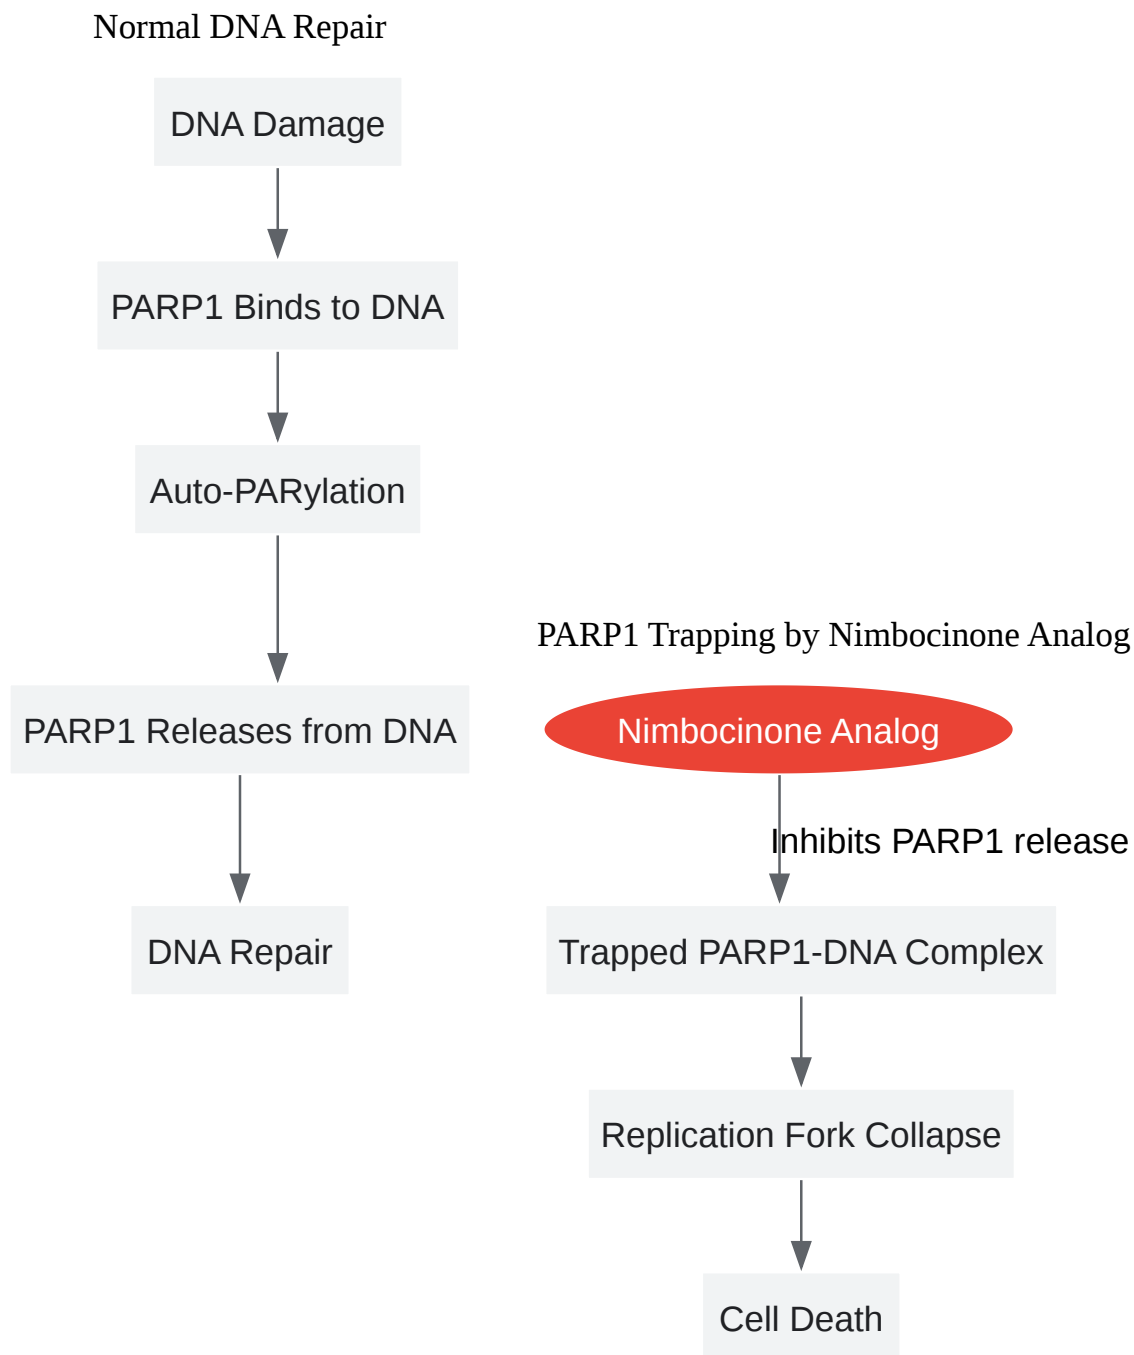 Normal DNA Repair
DNA Damage
PARP1 Binds to DNA
Auto-PARylation
PARP1 Releases from DNA
DNA Repair
PARP1 Trapping by Nimbocinone Analog
Nimbocinone Analog
Inhibits PARP1 release
Trapped PARP1-DNA Complex
Replication Fork Collapse
Cell Death